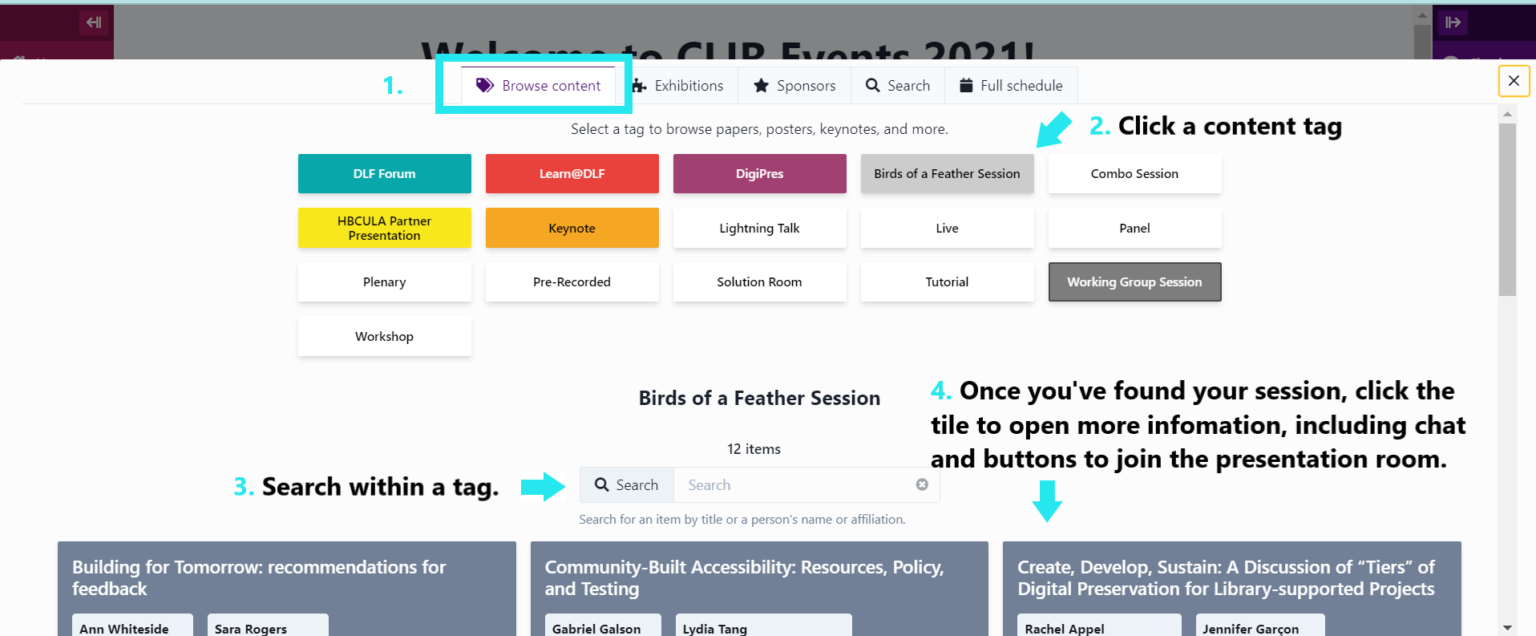 Welcome to CLIR Events 2021!
1.
Browse content
Exhibitions
Sponsors
Search
Full schedule
Select a tag to browse papers, posters, keynotes, and more.
2. Click a content tag
DLF Forum
Learn@DLF
DigiPres
Birds of a Feather Session
Combo Session
HBCULA Partner
Presentation
Keynote
Lightning Talk
Live
Panel
Plenary
Pre-Recorded
Solution Room
Tutorial
Working Group Session
Workshop
Birds of a Feather Session
12 items
4. Once you've found your session, click the
tile to open more infomation, including chat
and buttons to join the presentation room.
3. Search within a tag.
Search
Search
Search for an item by title or a person's name or affiliation.
Building for Tomorrow: recommendations for
feedback
Ann Whiteside
Sara Rogers
Community-Built Accessibility: Resources, Policy,
and Testing
Gabriel Galson
Lydia Tang
Create, Develop, Sustain: A Discussion of “Tiers” of
Digital Preservation for Library-supported Projects
Rachel Appel
Jennifer Garçon